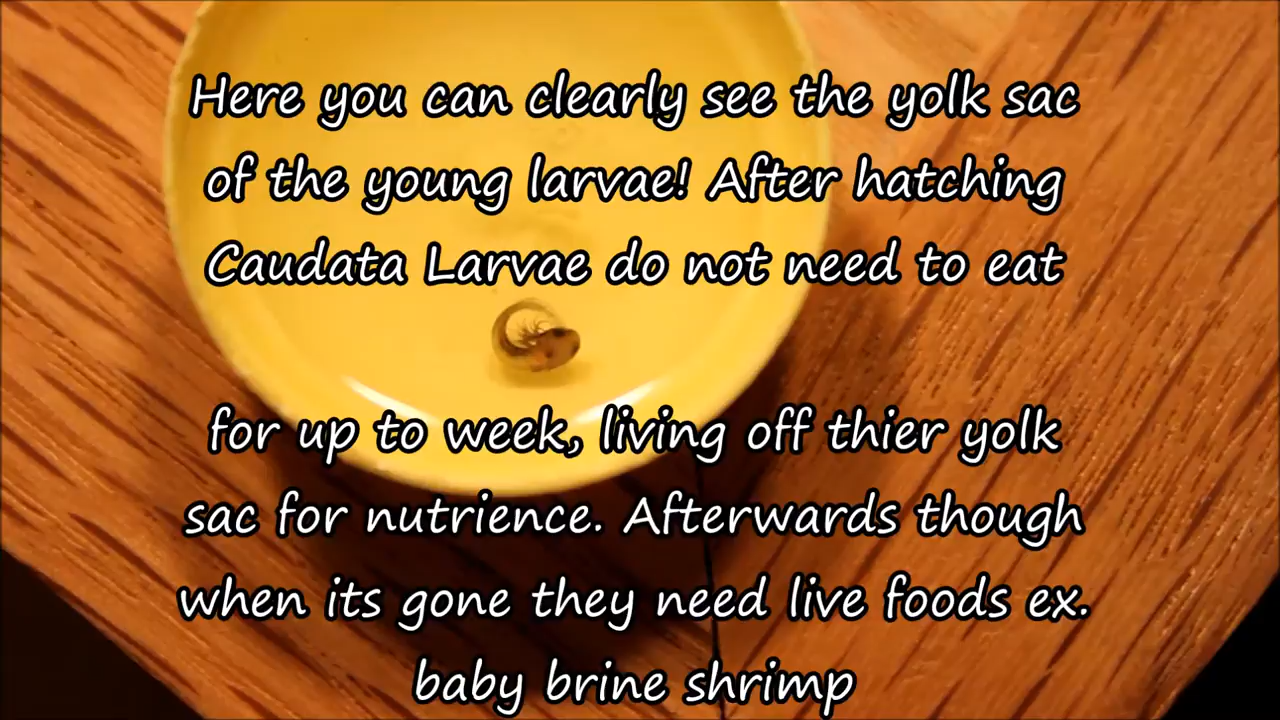 Here you can clearly see the yolk sac
of the young larvae! After hatching
Caudata Larvae do not need to eat
for up to week, living off thier yolk
sac for nutrience. Afterwards though
when its gone they need live foods ex.
baby brine shrimp